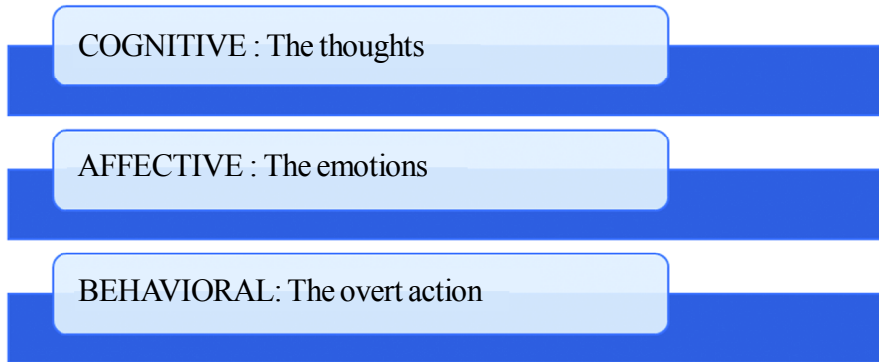 COGNITIVE : The thoughts
AFFECTIVE : The emotions
BEHAVIORAL: The overt action